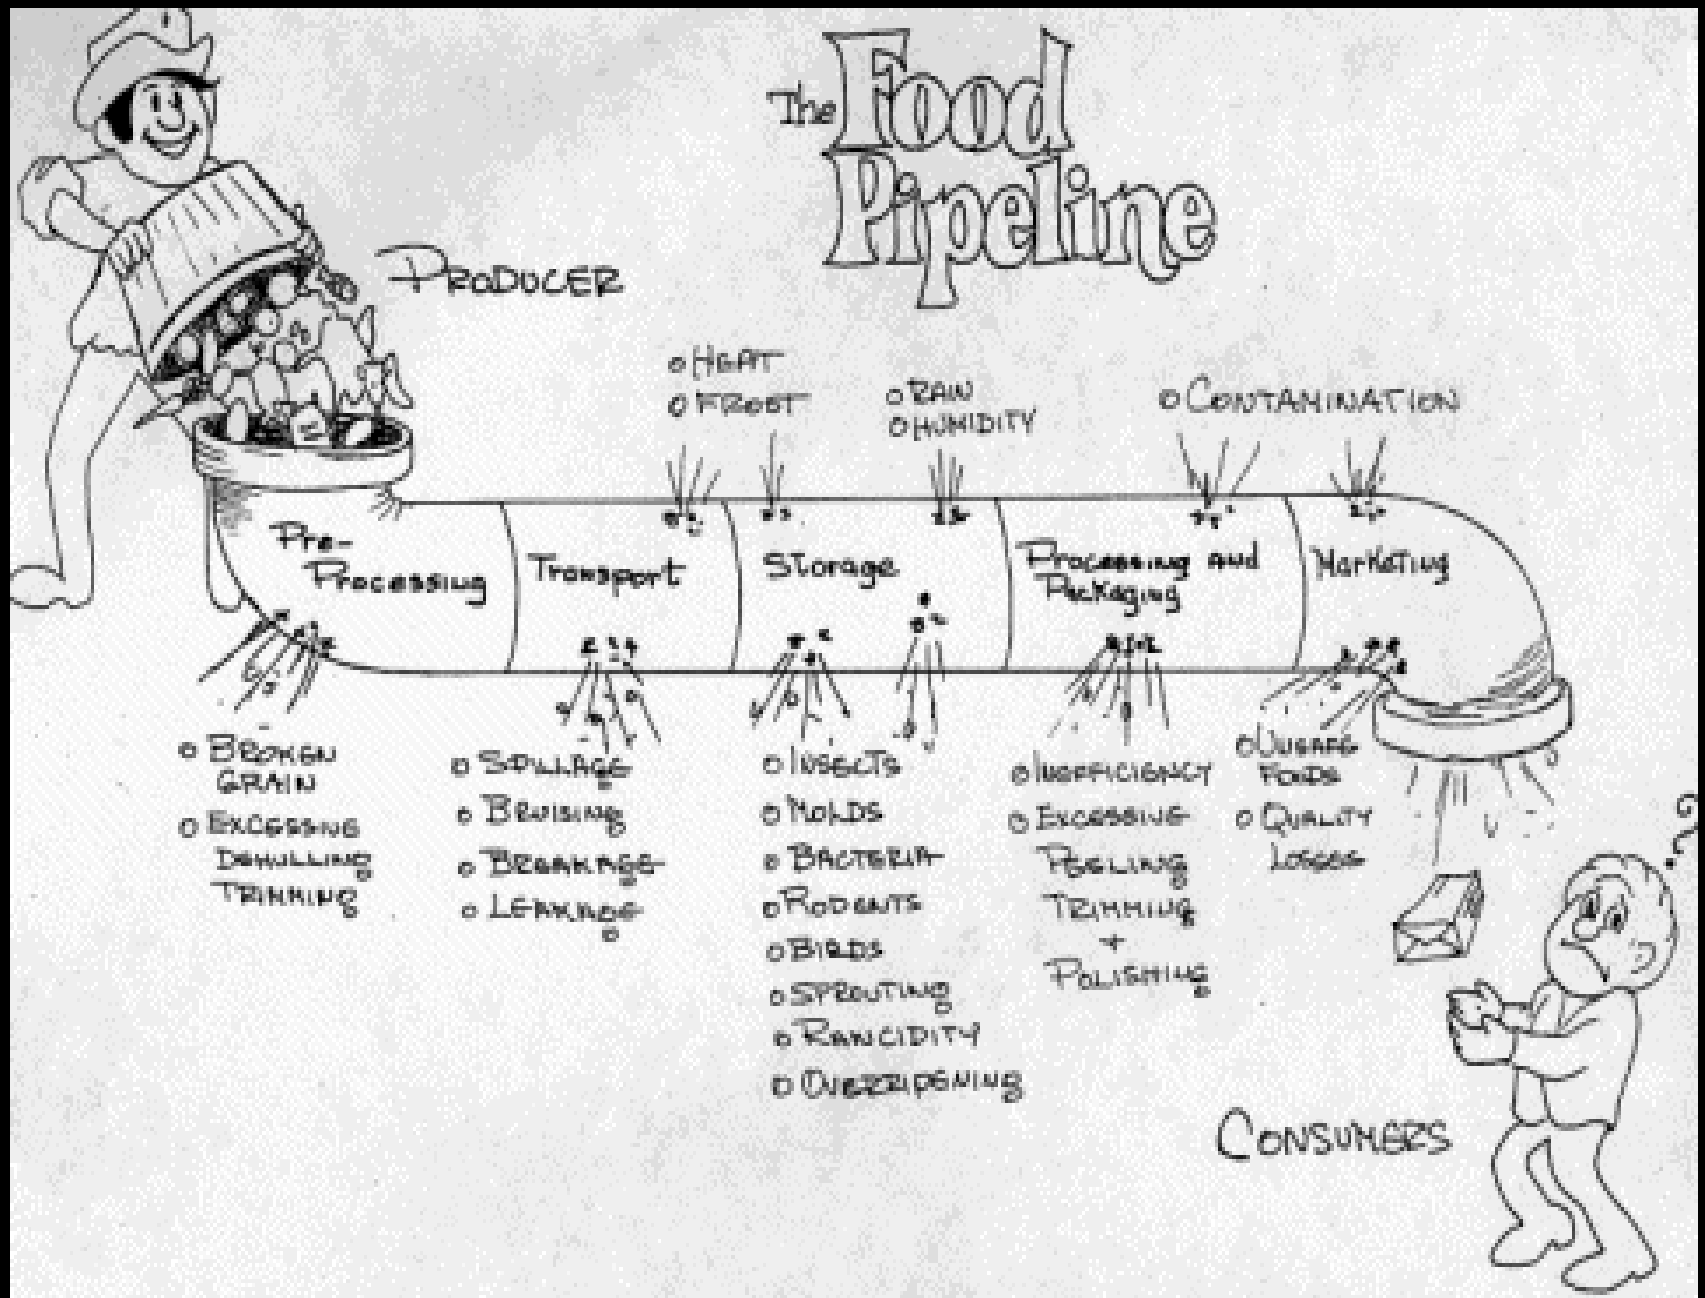 The Food
Pipeline
PRODUCER
o HEAT
o FROST
o RAIN
o HUMIDITY
o CONTAMINATION
Pre-
Processing
Transport
Storage
Processing and
Packaging
Marketing
o BROKEN
GRAIN
o EXCESSIVE
DEHULLING
TRIMMING
o SPILLAGE
o BRUISING
o BREAKAGE
o LEAKAGE
o INSECTS
o MOLDS
o BACTERIA
o RODENTS
o BIRDS
o SPROUTING
o RANCIDITY
o OVERRIPENING
o INEFFICIENCY
o EXCESSIVE
PEELING
TRIMMING
+
POLISHING
o UNSAFE
FOODS
o QUALITY
LOSSES
?
CONSUMERS